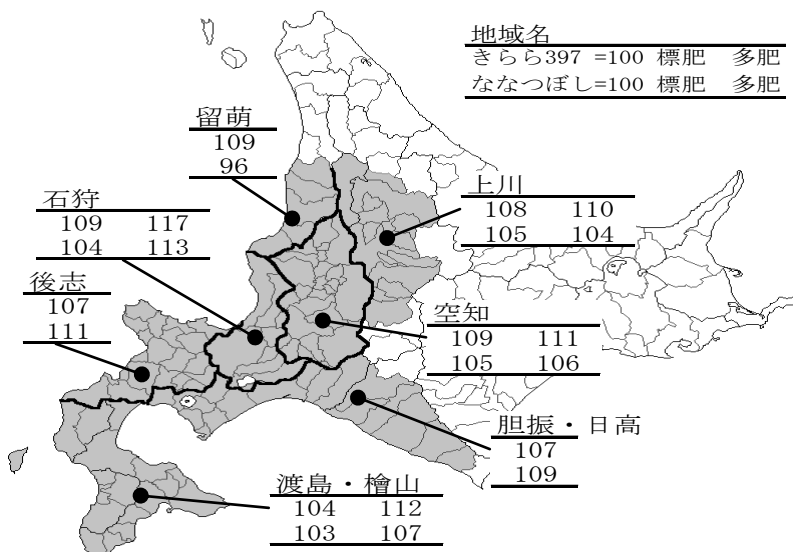 地域名
きらら397 =100 標肥 多肥
ななつぼし=100 標肥 多肥
留萌
109
96
石狩
109 117
104 113
上川
108 110
105 104
後志
107
111
空知
109 111
105 106
胆振・日高
107
109
渡島・檜山
104 112
103 107